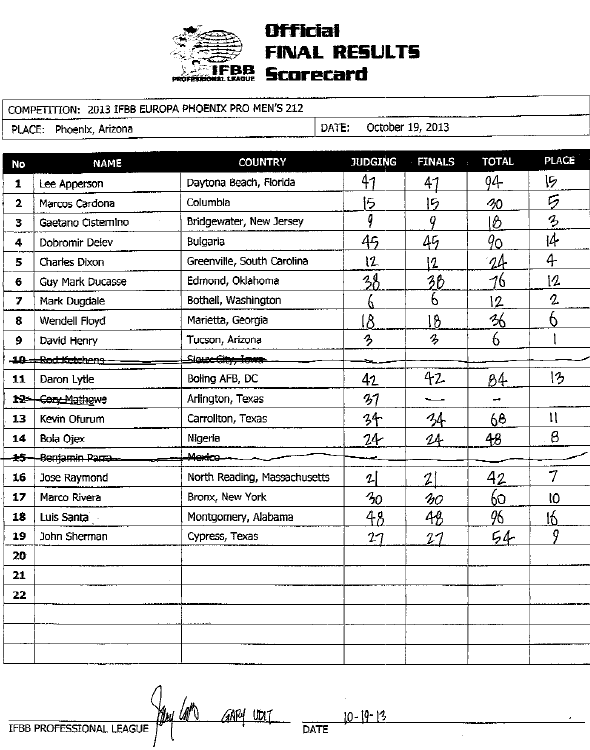 Official
FINAL RESULTS
IFBB Scorecard
PROFESSIONAL LEAGUE
COMPETITION: 2013 IFBB EUROPA PHOENIX PRO MEN'S 212
PLACE: Phoenix, Arizona DATE: October 19, 2013
No NAME COUNTRY JUDGING FINALS TOTAL PLACE
1 Lee Apperson Daytona Beach, Florida 47 47 94 15
2 Marcos Cardona Columbia 15 15 30 5
3 Gaetano Cisternino Bridgewater, New Jersey 9 9 18 3
4 Dobromir Delev Bulgaria 45 45 90 14
5 Charles Dixon Greenville, South Carolina 12 12 24 4
6 Guy Mark Ducasse Edmond, Oklahoma 38 38 76 12
7 Mark Dugdale Bothell, Washington 6 6 12 2
8 Wendell Floyd Marietta, Georgia 18 18 36 6
9 David Henry Tucson, Arizona 3 3 6 1
10 Rod Ketchens Sioux City, Iowa
11 Daron Lytle Boling AFB, DC 42 42 84 13
12 Cory Mathews Arlington, Texas 37 — –
13 Kevin Ofurum Carrollton, Texas 34 34 68 11
14 Bola Ojex Nigeria 24 24 48 8
15 Benjamin Parra Mexico
16 Jose Raymond North Reading, Massachusetts 21 21 42 7
17 Marco Rivera Bronx, New York 30 30 60 10
18 Luis Santa Montgomery, Alabama 48 48 96 16
19 John Sherman Cypress, Texas 27 27 54 9
20
21
22
GARY UDIT 10-19-13
IFBB PROFESSIONAL LEAGUE DATE